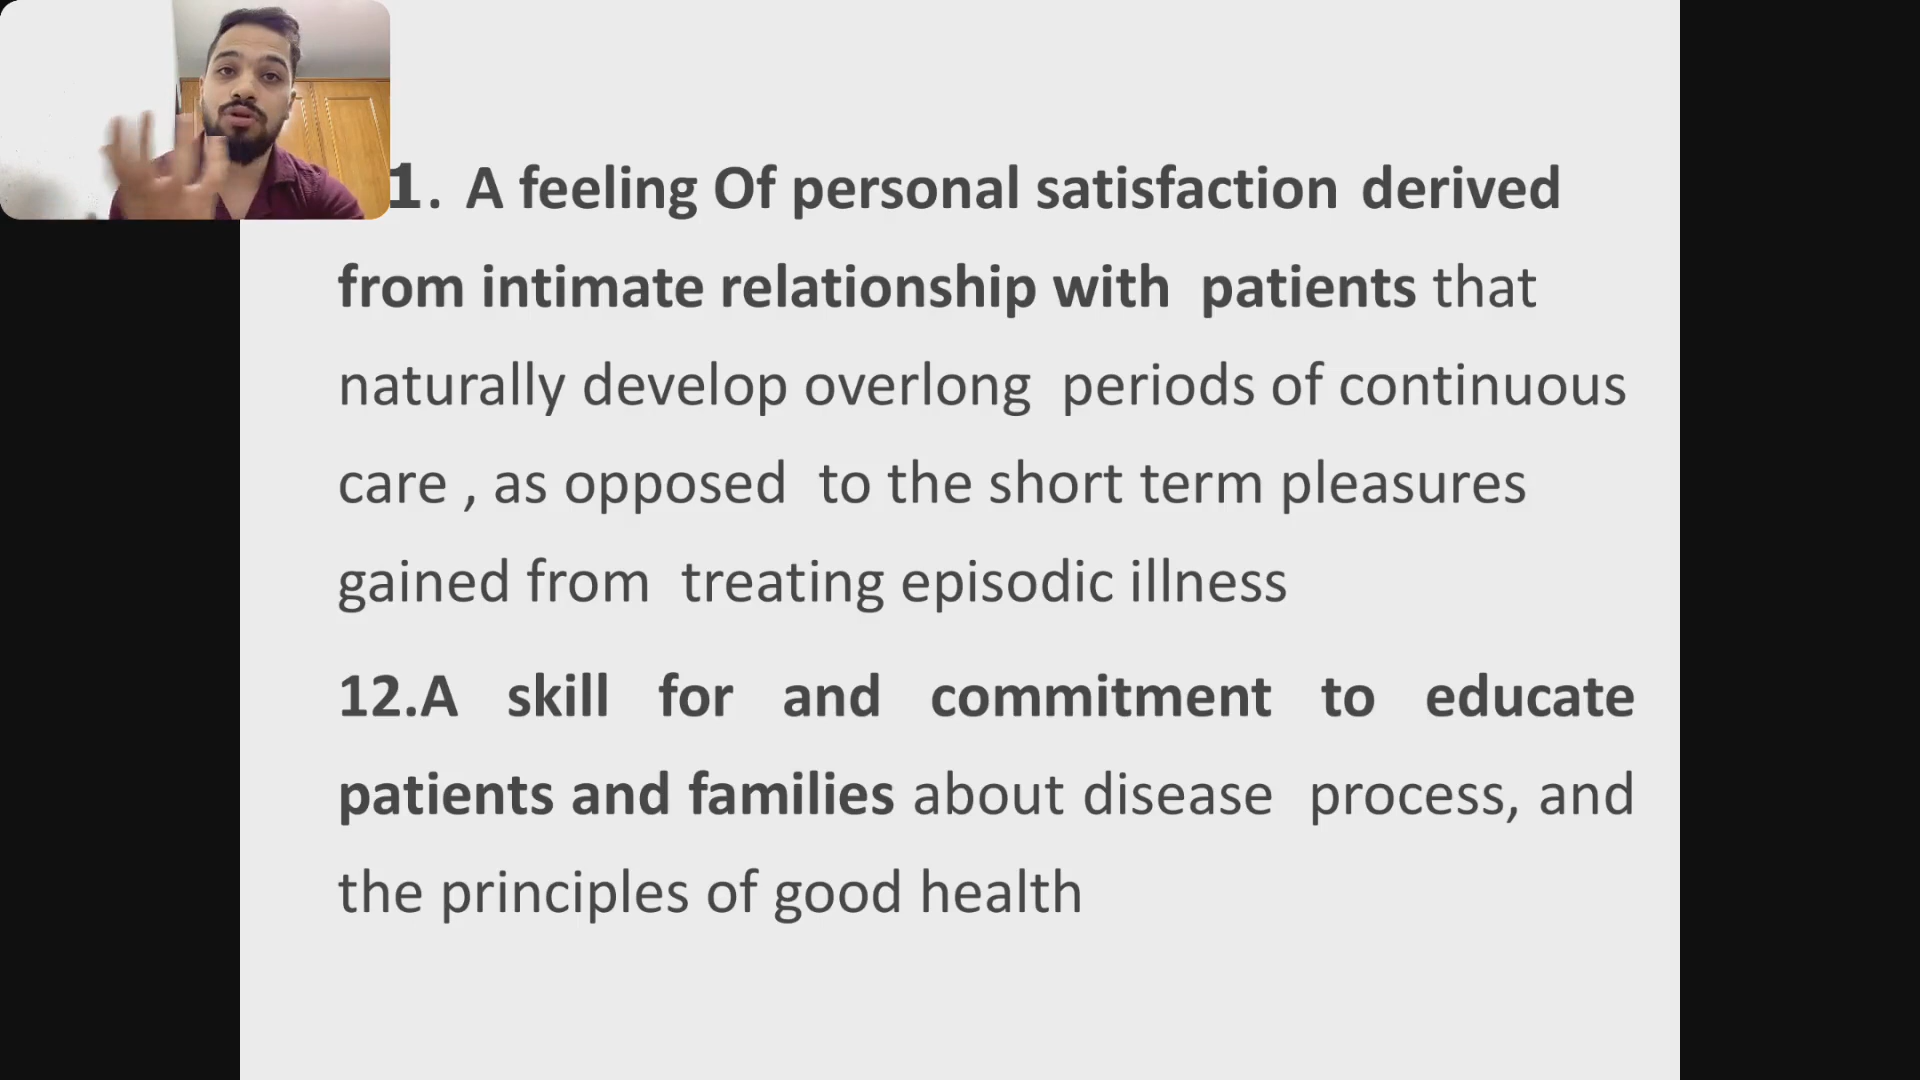 1. A feeling Of personal satisfaction derived
from intimate relationship with patients that
naturally develop overlong periods of continuous
care , as opposed to the short term pleasures
gained from treating episodic illness
12.A skill for and commitment to educate
patients and families about disease process, and
the principles of good health